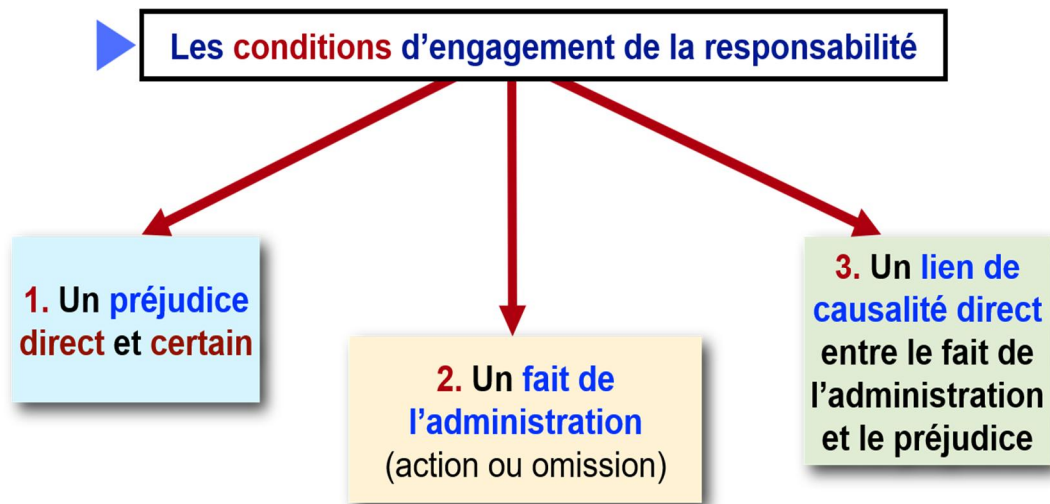 Les conditions d’engagement de la responsabilité
1. Un préjudice
direct et certain
2. Un fait de
l’administration
(action ou omission)
3. Un lien de
causalité direct
entre le fait de
l’administration
et le préjudice